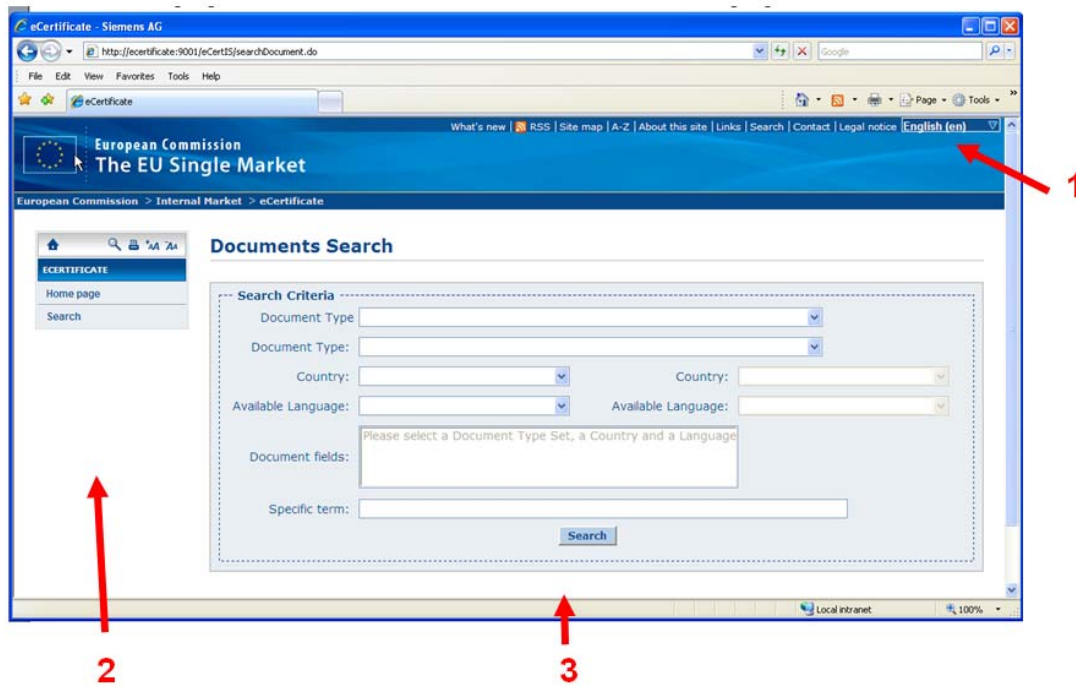 eCertificate - Siemens AG
http://ecertificate:9001/eCertIS/searchDocument.do
Google
File Edit View Favorites Tools Help
eCertificate
Page Tools »
What's new | RSS | Site map | A-Z | About this site | Links | Search | Contact | Legal notice English (en)
European Commission
The EU Single Market
1
European Commission > Internal Market > eCertificate
Documents Search
ECERTIFICATE
Home page
Search
Search Criteria
Document Type
Document Type:
Country: Country:
Available Language: Available Language:
Please select a Document Type Set, a Country and a Language
Document fields:
Specific term:
Search
Local intranet 100%
2 3